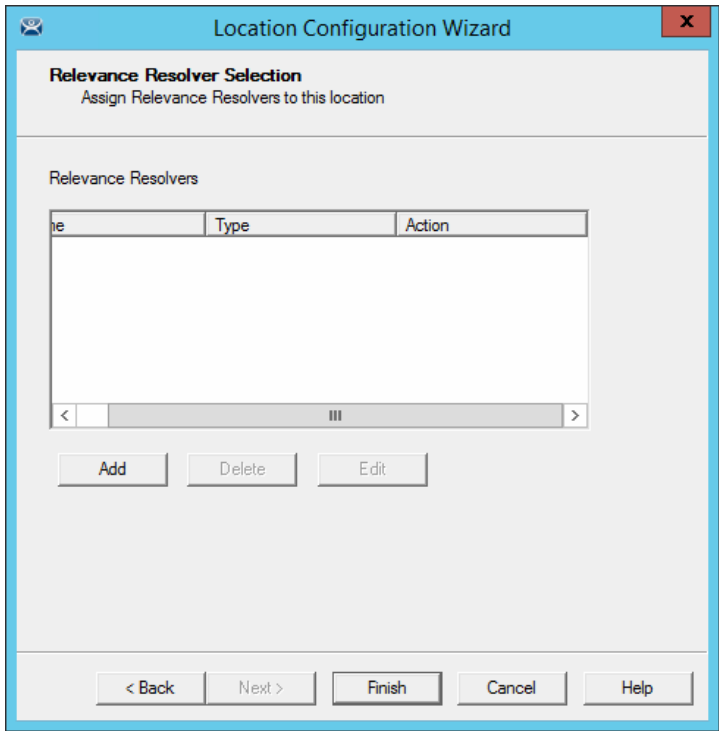 Location Configuration Wizard
x
Relevance Resolver Selection
Assign Relevance Resolvers to this location
Relevance Resolvers
ne Type Action
Add Delete Edit
< Back Next > Finish Cancel Help